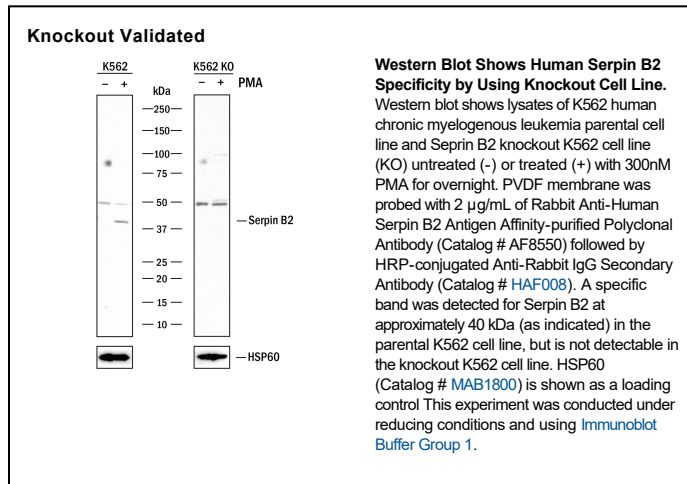 Knockout Validated
K562
K562 KO
– +
– +
PMA
kDa
—250—
—150—
—100—
—75—
—50—
—37—
—25—
—20—
—15—
—10—
—Serpin B2
—HSP60
Western Blot Shows Human Serpin B2
Specificity by Using Knockout Cell Line.
Western blot shows lysates of K562 human
chronic myelogenous leukemia parental cell
line and Seprin B2 knockout K562 cell line
(KO) untreated (-) or treated (+) with 300nM
PMA for overnight. PVDF membrane was
probed with 2 µg/mL of Rabbit Anti-Human
Serpin B2 Antigen Affinity-purified Polyclonal
Antibody (Catalog # AF8550) followed by
HRP-conjugated Anti-Rabbit IgG Secondary
Antibody (Catalog # HAF008). A specific
band was detected for Serpin B2 at
approximately 40 kDa (as indicated) in the
parental K562 cell line, but is not detectable in
the knockout K562 cell line. HSP60
(Catalog # MAB1800) is shown as a loading
control This experiment was conducted under
reducing conditions and using Immunoblot
Buffer Group 1.